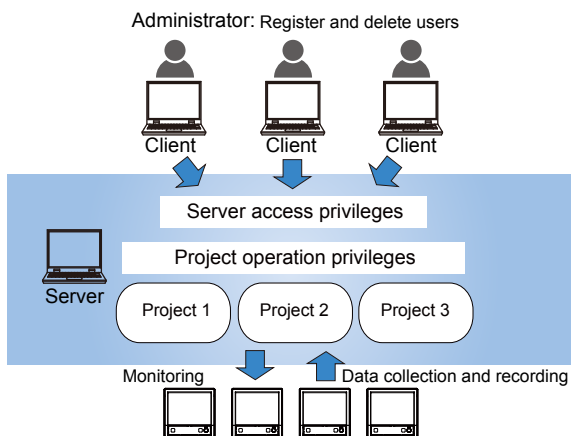 Administrator: Register and delete users
Client Client Client
Server access privileges
Project operation privileges
Server
Project 1 Project 2 Project 3
Monitoring Data collection and recording